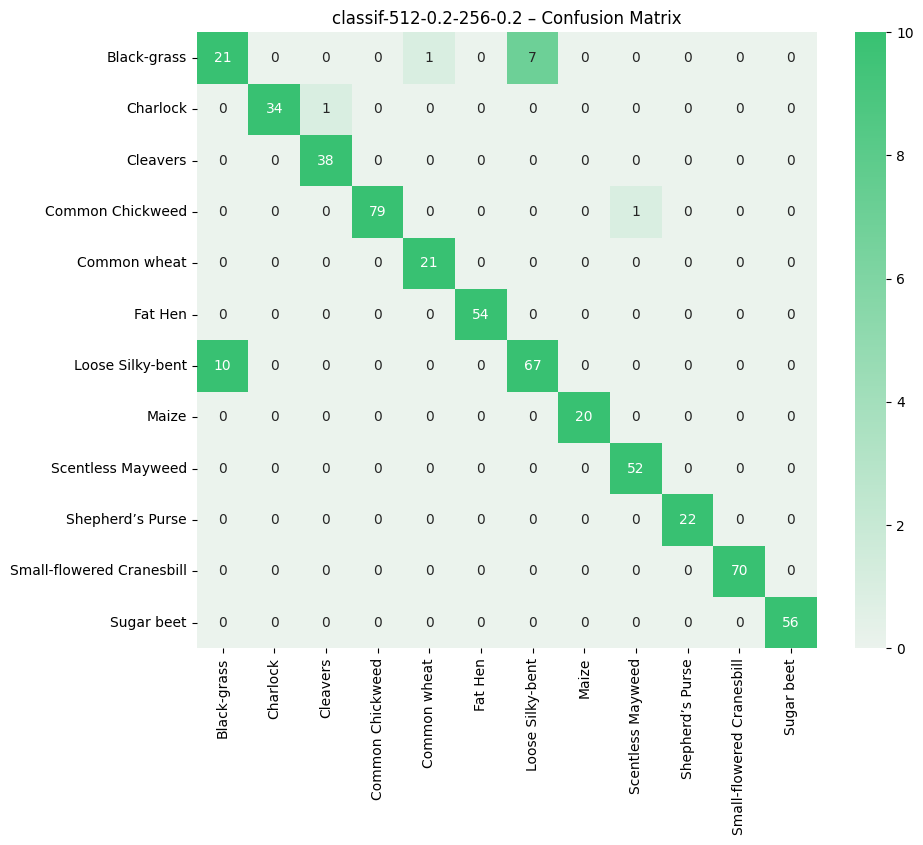 classif-512-0.2-256-0.2 – Confusion Matrix
Black-grass 21 0 0 0 1 0 7 0 0 0 0 0
Charlock 0 34 1 0 0 0 0 0 0 0 0 0
Cleavers 0 0 38 0 0 0 0 0 0 0 0 0
Common Chickweed 0 0 0 79 0 0 0 0 1 0 0 0
Common wheat 0 0 0 0 21 0 0 0 0 0 0 0
Fat Hen 0 0 0 0 0 54 0 0 0 0 0 0
Loose Silky-bent 10 0 0 0 0 0 67 0 0 0 0 0
Maize 0 0 0 0 0 0 0 20 0 0 0 0
Scentless Mayweed 0 0 0 0 0 0 0 0 52 0 0 0
Shepherd’s Purse 0 0 0 0 0 0 0 0 0 22 0 0
Small-flowered Cranesbill 0 0 0 0 0 0 0 0 0 0 70 0
Sugar beet 0 0 0 0 0 0 0 0 0 0 0 56
Black-grass
Charlock
Cleavers
Common Chickweed
Common wheat
Fat Hen
Loose Silky-bent
Maize
Scentless Mayweed
Shepherd’s Purse
Small-flowered Cranesbill
Sugar beet
10
8
6
4
2
0